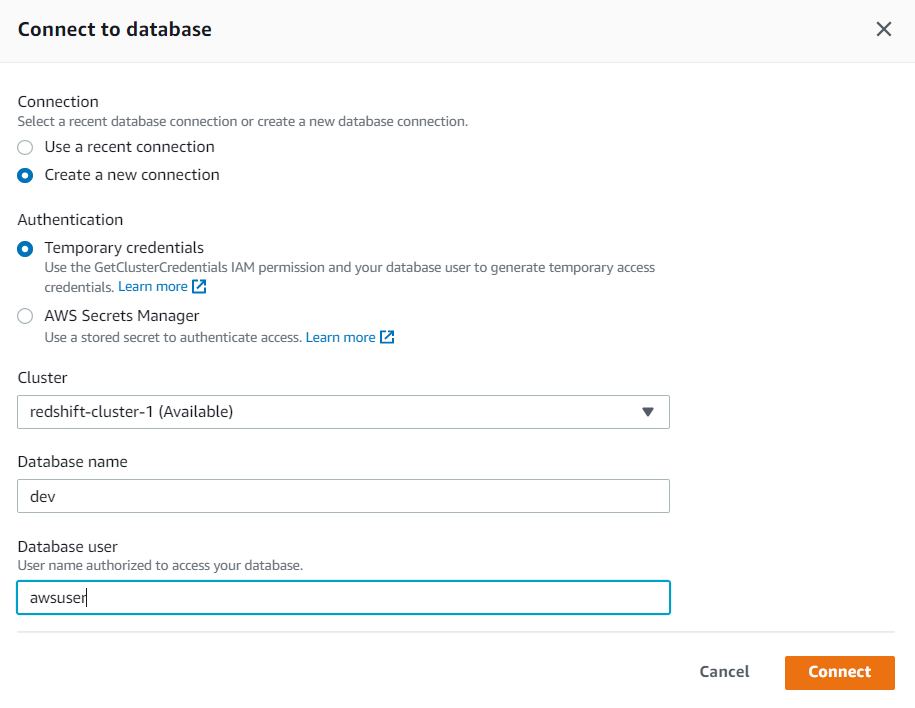 Connect to database
Connection
Select a recent database connection or create a new database connection.
Use a recent connection
Create a new connection
Authentication
Temporary credentials
Use the GetClusterCredentials IAM permission and your database user to generate temporary access
credentials. Learn more
AWS Secrets Manager
Use a stored secret to authenticate access. Learn more
Cluster
redshift-cluster-1 (Available)
Database name
dev
Database user
User name authorized to access your database.
awsuser
Cancel Connect